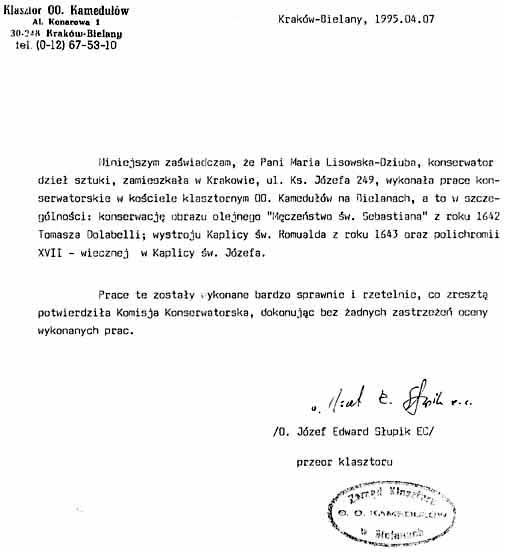 Klasztor OO. Kamedułów
Al. Konarowa 1
30-248 Kraków-Bielany
tel. (0-12) 67-53-10
Kraków-Bielany, 1995.04.07
Niniejszym zaświadczam, że Pani Maria Lisowska-Dziuba, konserwator
dzieł sztuki, zamieszkała w Krakowie, ul. Ks. Józefa 249, wykonała prace kon-
serwatorskie w kościele klasztornym OO. Kamedułów na Bielanach, a to w szcze-
gólności: konserwację obrazu olejnego "Męczeństwo św. Sebastiana" z roku 1642
Tomasza Dolabelli; wystroju Kaplicy św. Romualda z roku 1643 oraz polichromii
XVII - wiecznej w Kaplicy św. Józefa.
Prace te zostały wykonane bardzo sprawnie i rzetelnie, co zresztą
potwierdziła Komisja Konserwatorska, dokonując bez żadnych zastrzeżeń oceny
wykonanych prac.
/O. Józef Edward Słupik EC/
przeor klasztoru
Zarząd Klasztoru
O. O. KAMEDUŁÓW
w Bielanach